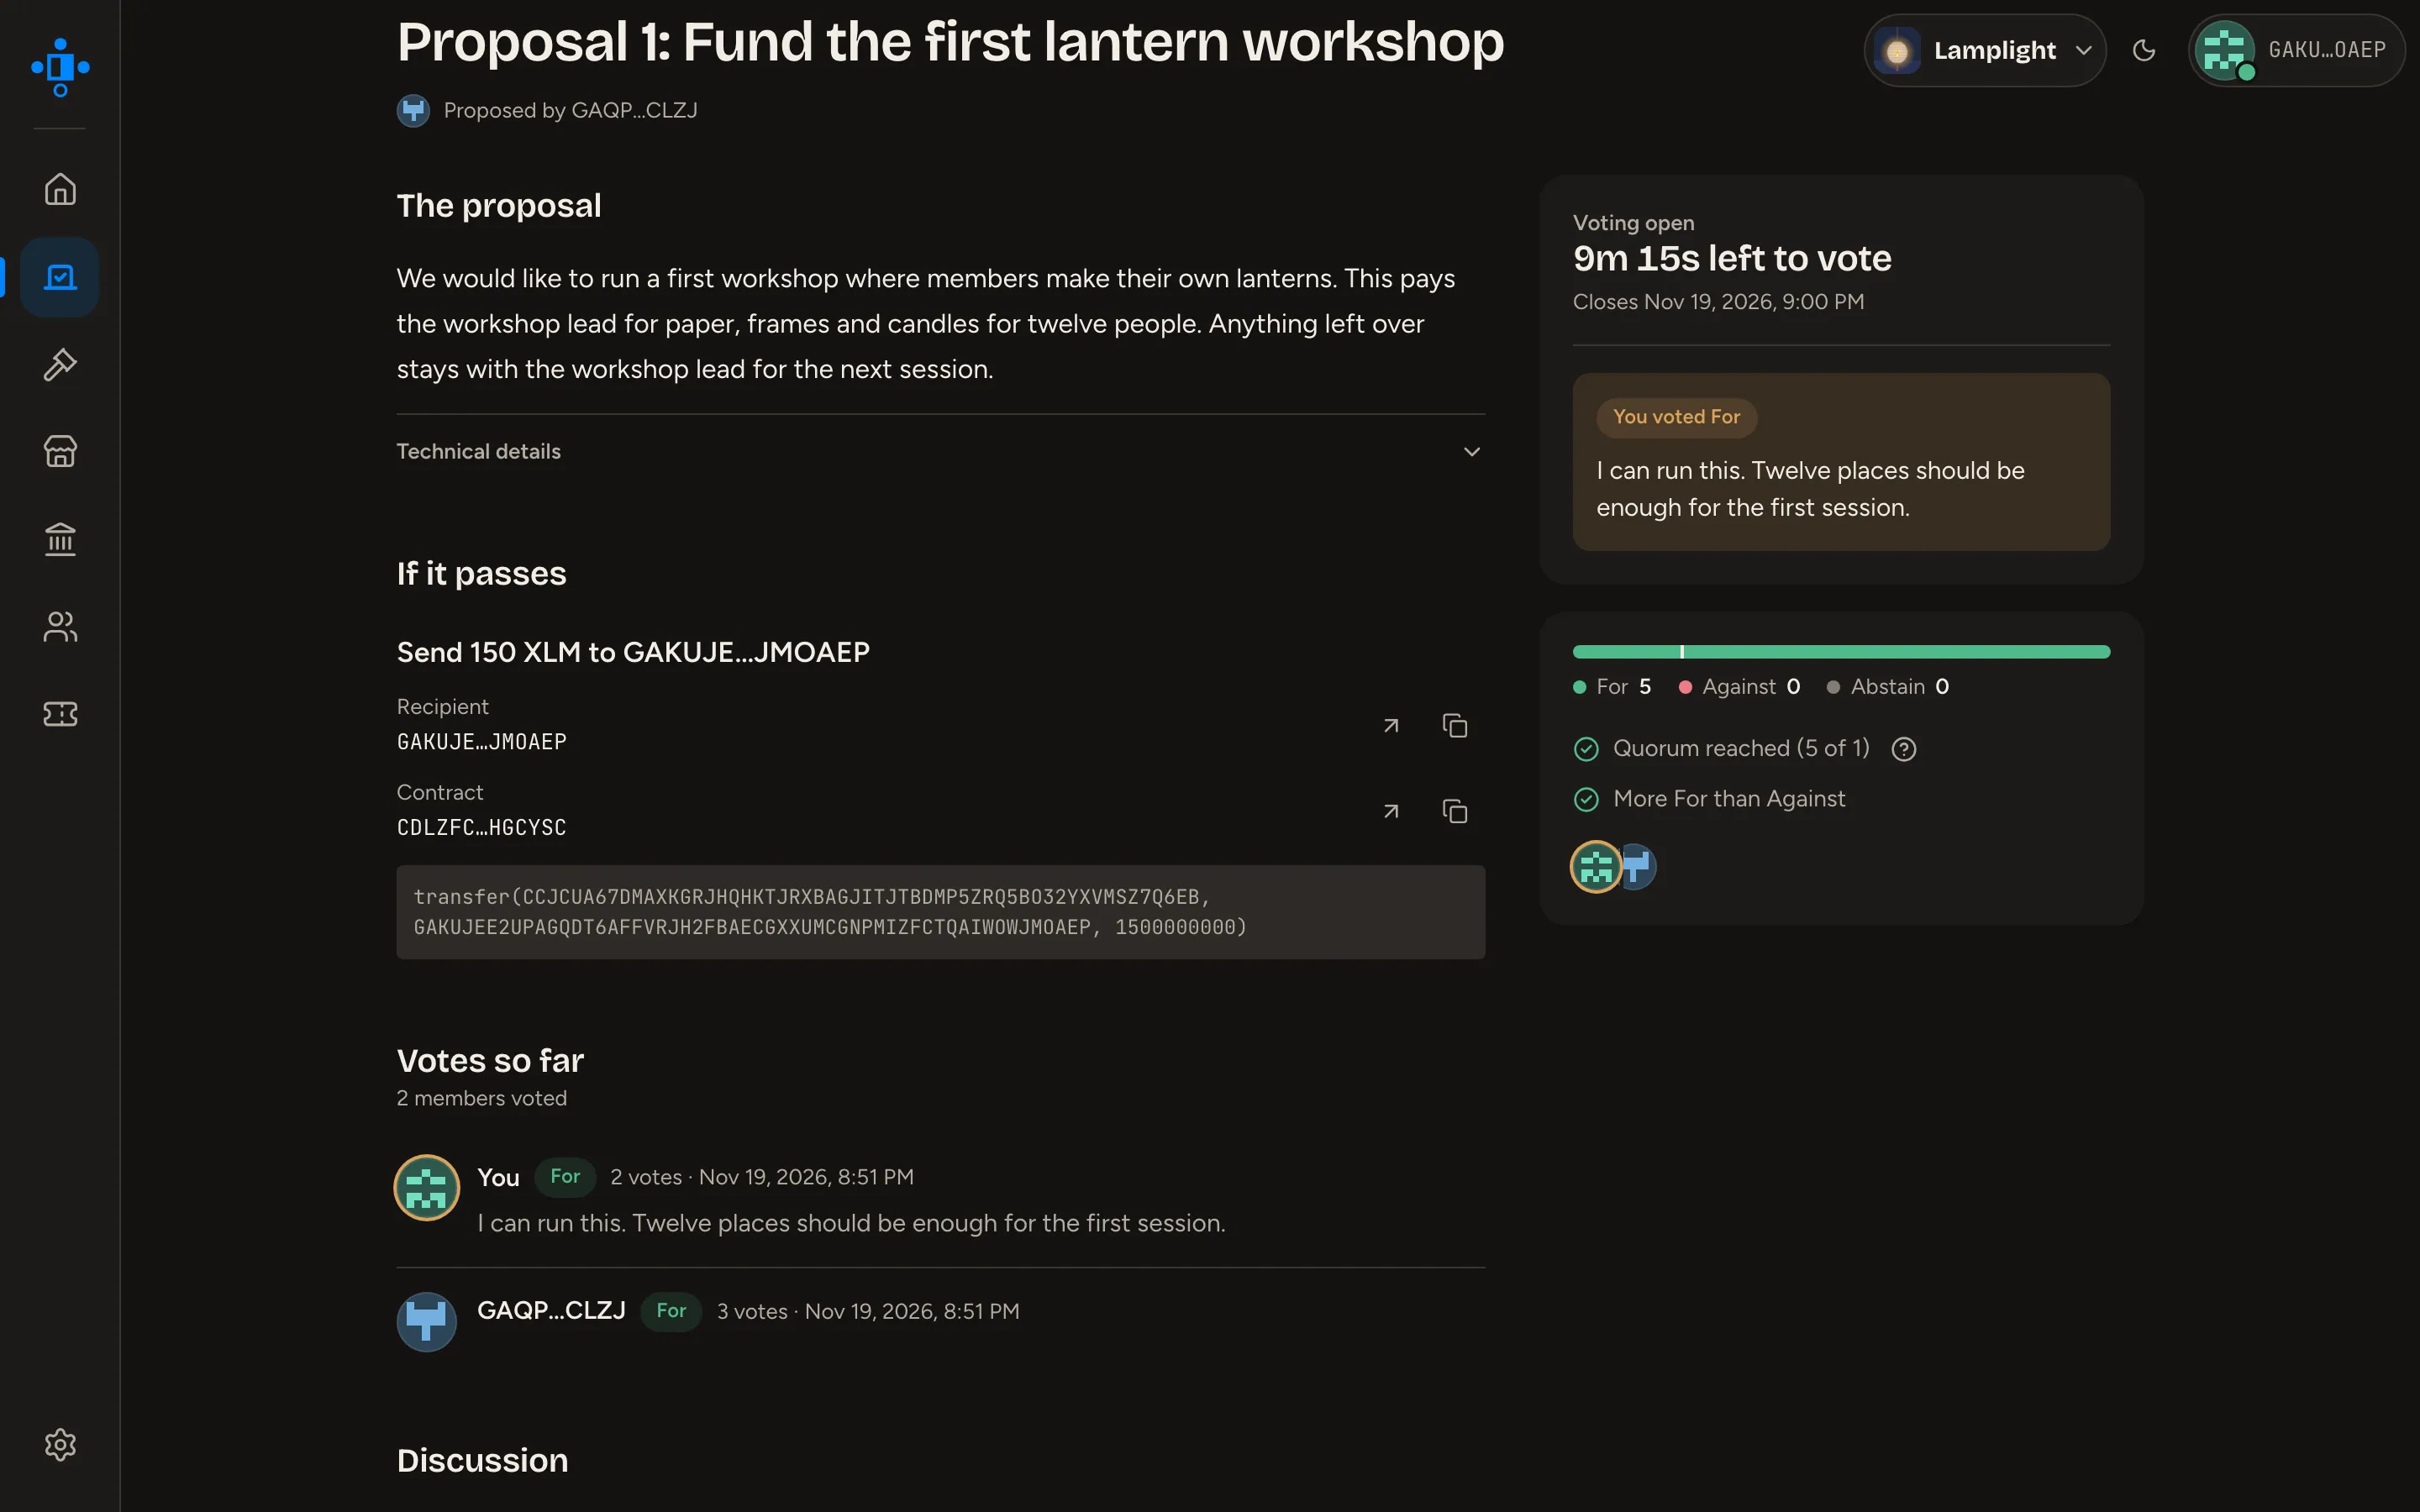 Proposal 1: Fund the first lantern workshop
Lamplight
GAKU...OAEP
Proposed by GAQP...CLZJ
The proposal
We would like to run a first workshop where members make their own lanterns. This pays
the workshop lead for paper, frames and candles for twelve people. Anything left over
stays with the workshop lead for the next session.
Technical details
If it passes
Send 150 XLM to GAKUJE...JMOAEP
Recipient
GAKUJE...JMOAEP
Contract
CDLZFC...HGCYSC
transfer(CCJCUA67DMAXKGRJHQHKTJRXBAGJITJTBDMP5ZRQ5BO32YXVMSZ7Q6EB,
GAKUJEE2UPAGQDT6AFFVRJH2FBAECGXXUMCGNPMIZFCTQAIWOWJMOAEP, 1500000000)
Votes so far
2 members voted
You For 2 votes · Nov 19, 2026, 8:51 PM
I can run this. Twelve places should be enough for the first session.
GAQP...CLZJ For 3 votes · Nov 19, 2026, 8:51 PM
Discussion
Voting open
9m 15s left to vote
Closes Nov 19, 2026, 9:00 PM
You voted For
I can run this. Twelve places should be
enough for the first session.
For 5 Against 0 Abstain 0
Quorum reached (5 of 1)
More For than Against